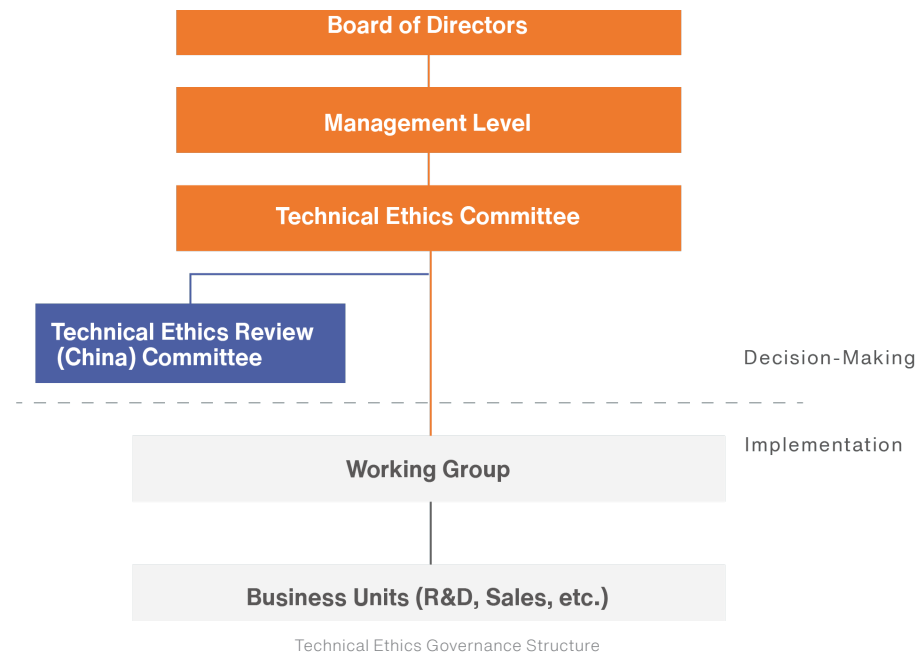 Board of Directors
Management Level
Technical Ethics Committee
Technical Ethics Review
(China) Committee
Decision-Making
Implementation
Working Group
Business Units (R&D, Sales, etc.)
Technical Ethics Governance Structure